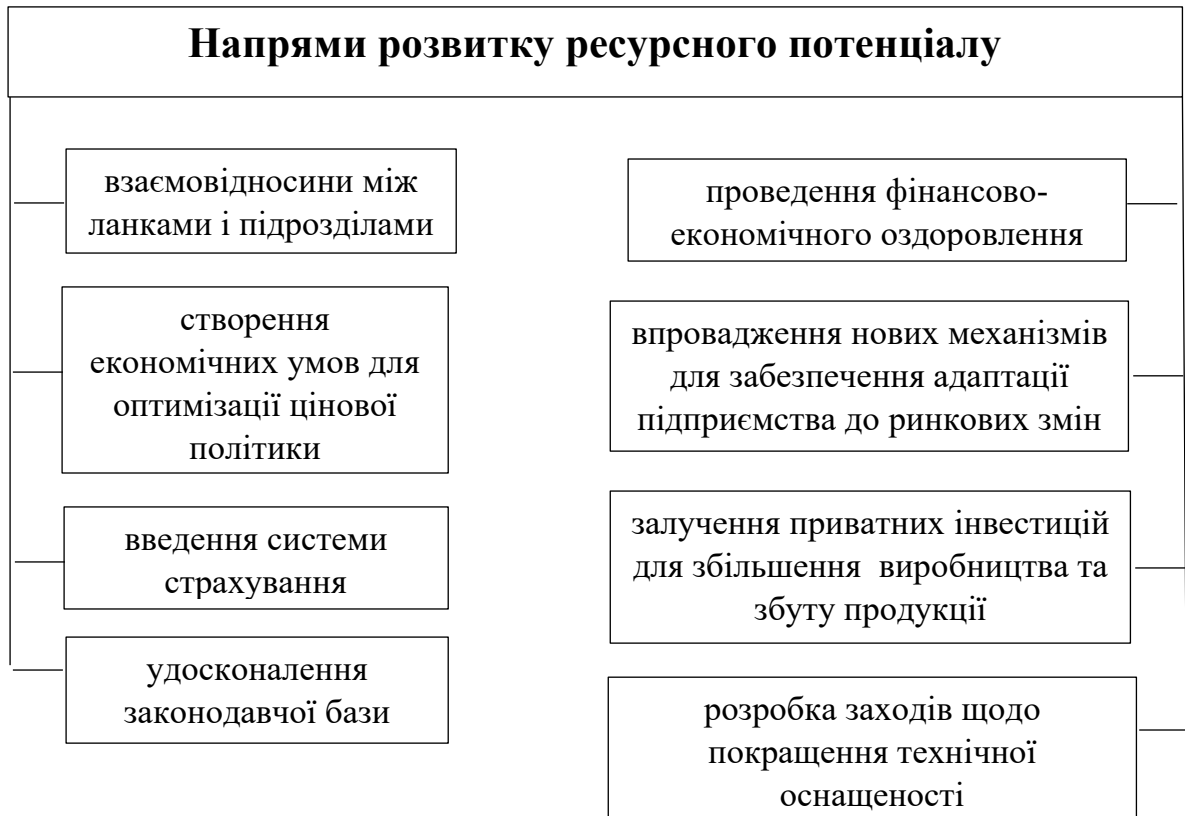 Напрями розвитку ресурсного потенціалу
взаємовідносини між
ланками і підрозділами
створення
економічних умов для
оптимізації цінової
політики
введення системи
страхування
удосконалення
законодавчої бази
проведення фінансово-
економічного оздоровлення
впровадження нових механізмів
для забезпечення адаптації
підприємства до ринкових змін
залучення приватних інвестицій
для збільшення  виробництва та
збуту продукції
розробка заходів щодо
покращення технічної
оснащеності